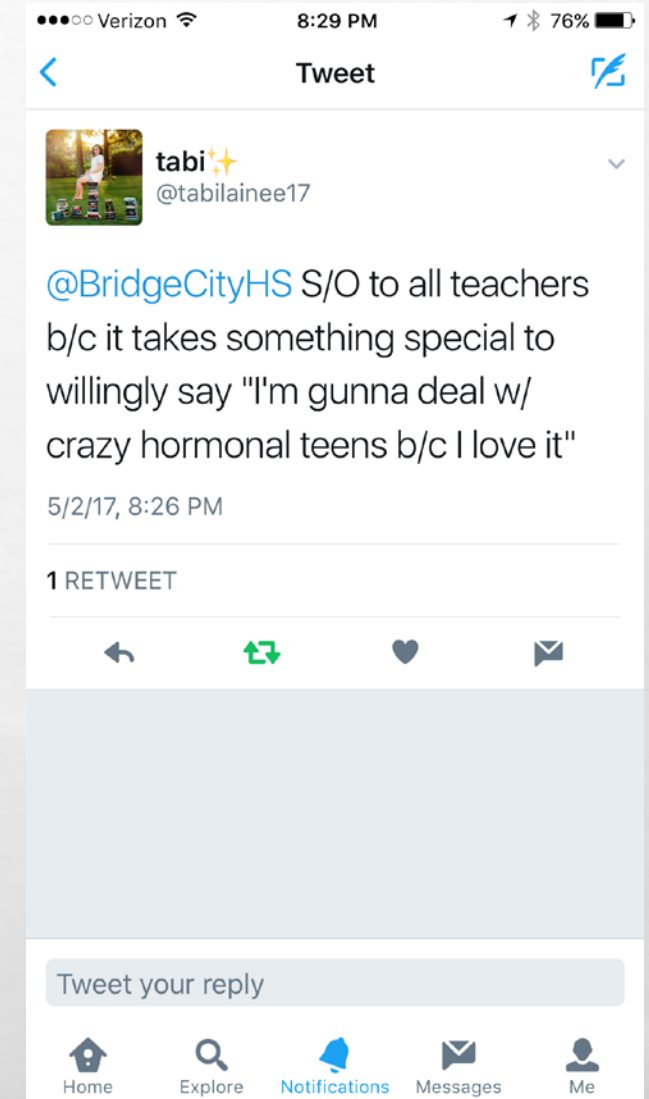 Verizon 8:29 PM 76%
Tweet
tabi✨
@tabilainee17
@BridgeCityHS S/O to all teachers
b/c it takes something special to
willingly say "I'm gunna deal w/
crazy hormonal teens b/c I love it"
5/2/17, 8:26 PM
1 RETWEET
Tweet your reply
Home Explore Notifications Messages Me